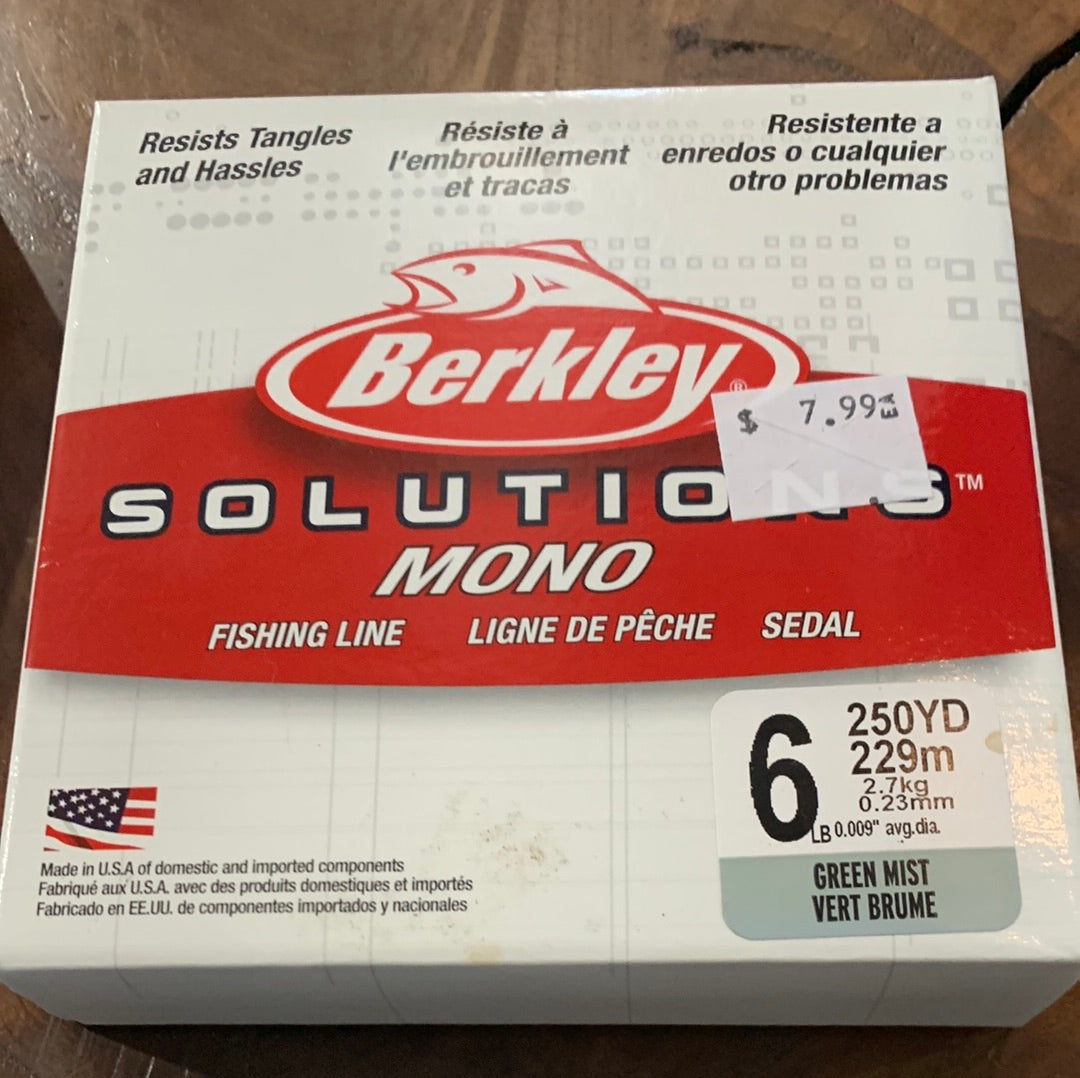 Resists Tangles
and Hassles
Résiste à
l'embrouillement
et tracas
Resistente a
enredos o cualquier
otro problemas
Berkley®
$ 7.99 EA
SOLUTIONS™
MONO
FISHING LINE LIGNE DE PÊCHE SEDAL
6 LB
250YD
229m
2.7kg
0.23mm
0.009" avg.dia.
GREEN MIST
VERT BRUME
Made in U.S.A of domestic and imported components
Fabriqué aux U.S.A. avec des produits domestiques et importés
Fabricado en EE.UU. de componentes importados y nacionales